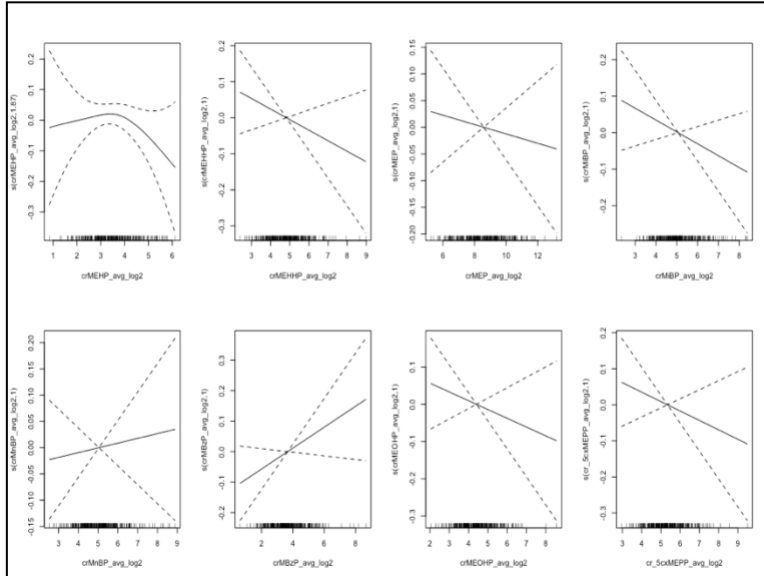 s(crMEHP_avg_log2,1.87)
0.2
0.1
0.0
-0.1
-0.2
-0.3
1 2 3 4 5 6
crMEHP_avg_log2
s(crMEHHP_avg_log2,1)
0.2
0.1
0.0
-0.1
-0.2
-0.3
3 4 5 6 7 8 9
crMEHHP_avg_log2
s(crMEP_avg_log2,1)
0.15
0.10
0.05
0.00
-0.05
-0.10
-0.15
-0.20
6 8 10 12
crMEP_avg_log2
s(crMiBP_avg_log2,1)
0.2
0.1
0.0
-0.1
-0.2
3 4 5 6 7 8
crMiBP_avg_log2
s(crMnBP_avg_log2,1)
0.20
0.15
0.10
0.05
0.00
-0.05
-0.10
-0.15
3 4 5 6 7 8 9
crMnBP_avg_log2
s(crMBzP_avg_log2,1)
0.3
0.2
0.1
0.0
-0.1
-0.2
2 4 6 8
crMBzP_avg_log2
s(crMEOHP_avg_log2,1)
0.1
0.0
-0.1
-0.2
-0.3
2 3 4 5 6 7 8
crMEOHP_avg_log2
s(cr_5cxMEPP_avg_log2,1)
0.2
0.1
0.0
-0.1
-0.2
-0.3
3 4 5 6 7 8 9
cr_5cxMEPP_avg_log2